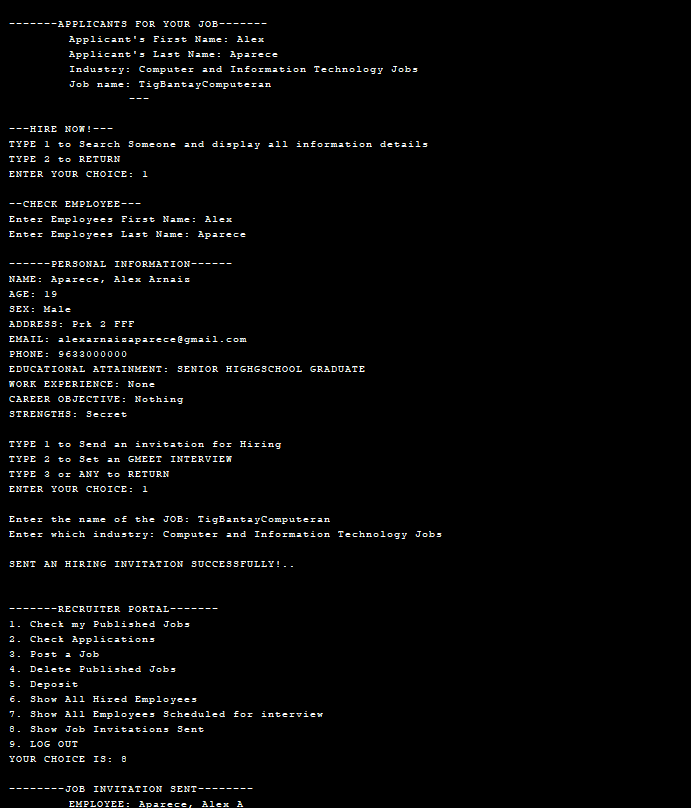 -------APPLICANTS FOR YOUR JOB-------
Applicant's First Name: Alex
Applicant's Last Name: Aparece
Industry: Computer and Information Technology Jobs
Job name: TigBantayComputeran
---
---HIRE NOW!---
TYPE 1 to Search Someone and display all information details
TYPE 2 to RETURN
ENTER YOUR CHOICE: 1
--CHECK EMPLOYEE---
Enter Employees First Name: Alex
Enter Employees Last Name: Aparece
------PERSONAL INFORMATION------
NAME: Aparece, Alex Arnaiz
AGE: 19
SEX: Male
ADDRESS: Prk 2 FFF
EMAIL: alexarnaizaparece@gmail.com
PHONE: 9633000000
EDUCATIONAL ATTAINMENT: SENIOR HIGHGSCHOOL GRADUATE
WORK EXPERIENCE: None
CAREER OBJECTIVE: Nothing
STRENGTHS: Secret
TYPE 1 to Send an invitation for Hiring
TYPE 2 to Set an GMEET INTERVIEW
TYPE 3 or ANY to RETURN
ENTER YOUR CHOICE: 1
Enter the name of the JOB: TigBantayComputeran
Enter which industry: Computer and Information Technology Jobs
SENT AN HIRING INVITATION SUCCESSFULLY!..
-------RECRUITER PORTAL-------
1. Check my Published Jobs
2. Check Applications
3. Post a Job
4. Delete Published Jobs
5. Deposit
6. Show All Hired Employees
7. Show All Employees Scheduled for interview
8. Show Job Invitations Sent
9. LOG OUT
YOUR CHOICE IS: 8
--------JOB INVITATION SENT--------
EMPLOYEE: Aparece, Alex A